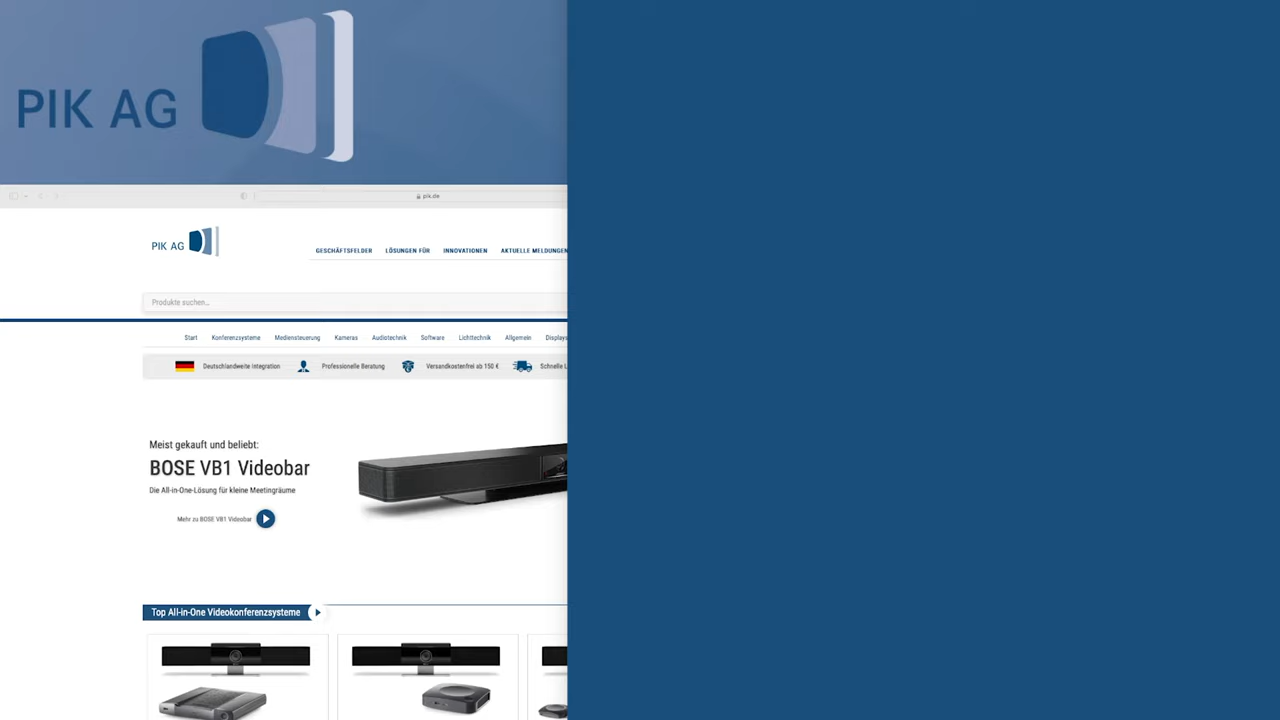 PIK AG
pik.de
PIK AG
GESCHÄFTSFELDER LÖSUNGEN FÜR INNOVATIONEN AKTUELLE MELDUNGEN
Produkte suchen...
Start Konferenzsysteme Mediensteuerung Kameras Audiotechnik Software Lichttechnik Allgemein Displays
Deutschlandweite Integration Professionelle Beratung Versandkostenfrei ab 150 € Schnelle L
Meist gekauft und beliebt:
BOSE VB1 Videobar
Die All-in-One-Lösung für kleine Meetingräume
Mehr zu BOSE VB1 Videobar
Top All-in-One Videokonferenzsysteme